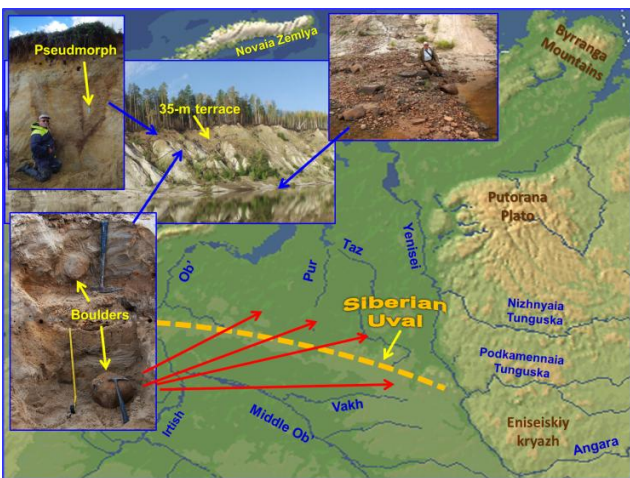 Pseudmorph
35-m terrace
Novaia Zemlya
Byrranga
Mountains
Putorana
Plato
Taz
Yenisei
Ob'
Pur
Siberian
Uval
Boulders
Nizhnyaia
Tunguska
Podkamennaia
Tunguska
Vakh
Irtish
Middle Ob'
Eniseiskiy
kryazh
Angara